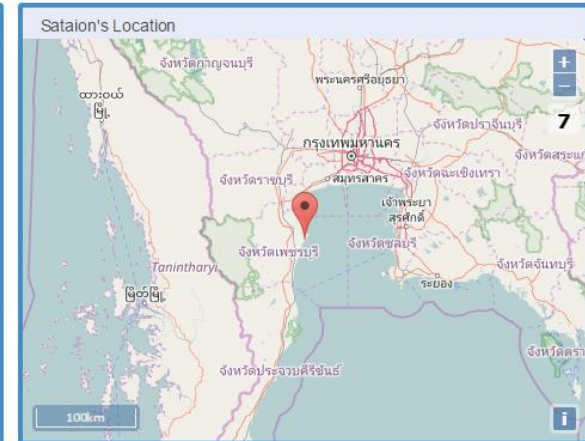 Sataion's Location
จังหวัดกาญจนบุรี
พระนครศรีอยุธยา
+
ထားဝယ်
မြို့
−
7
จังหวัดปราจีนบุรี
กรุงเทพมหานคร
จังหวัดสระแก
จังหวัดราชบุรี
สมุทรสาคร
จังหวัดฉะเชิงเทรา
เจ้าพระยา
สุรศักดิ์
จังหวัดเพชรบุรี
จังหวัดชลบุรี
Tanintharyi
จังหวัดจันทบุรี
ระยอง
မြိတ်မြို့
จังหวัดตรา
จังหวัดประจวบคีรีขันธ์
100km
i